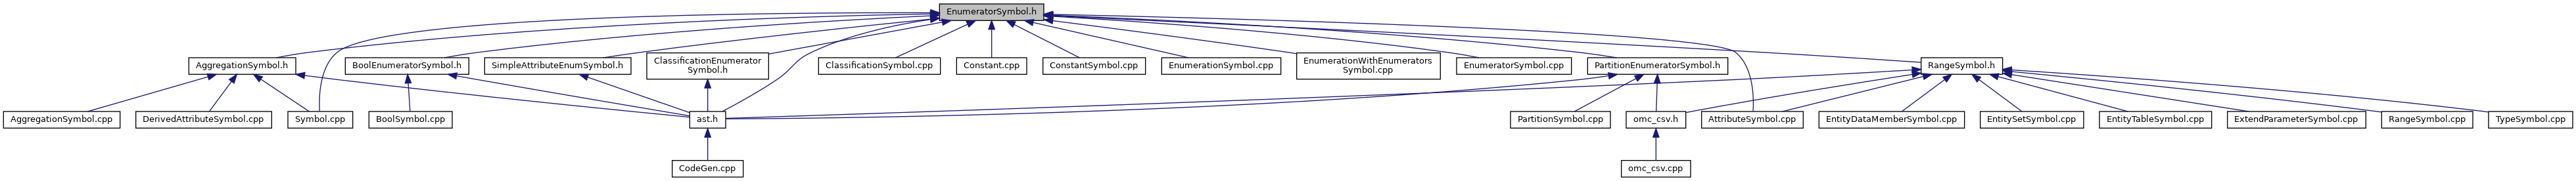 EnumeratorSymbol.h
AggregationSymbol.h
BoolEnumeratorSymbol.h
SimpleAttributeEnumSymbol.h
ClassificationEnumerator
Symbol.h
ClassificationSymbol.cpp
Constant.cpp
ConstantSymbol.cpp
EnumerationSymbol.cpp
EnumerationWithEnumerators
Symbol.cpp
EnumeratorSymbol.cpp
PartitionEnumeratorSymbol.h
RangeSymbol.h
AggregationSymbol.cpp
DerivedAttributeSymbol.cpp
Symbol.cpp
BoolSymbol.cpp
ast.h
PartitionSymbol.cpp
omc_csv.h
AttributeSymbol.cpp
EntityDataMemberSymbol.cpp
EntitySetSymbol.cpp
EntityTableSymbol.cpp
ExtendParameterSymbol.cpp
RangeSymbol.cpp
TypeSymbol.cpp
CodeGen.cpp
omc_csv.cpp